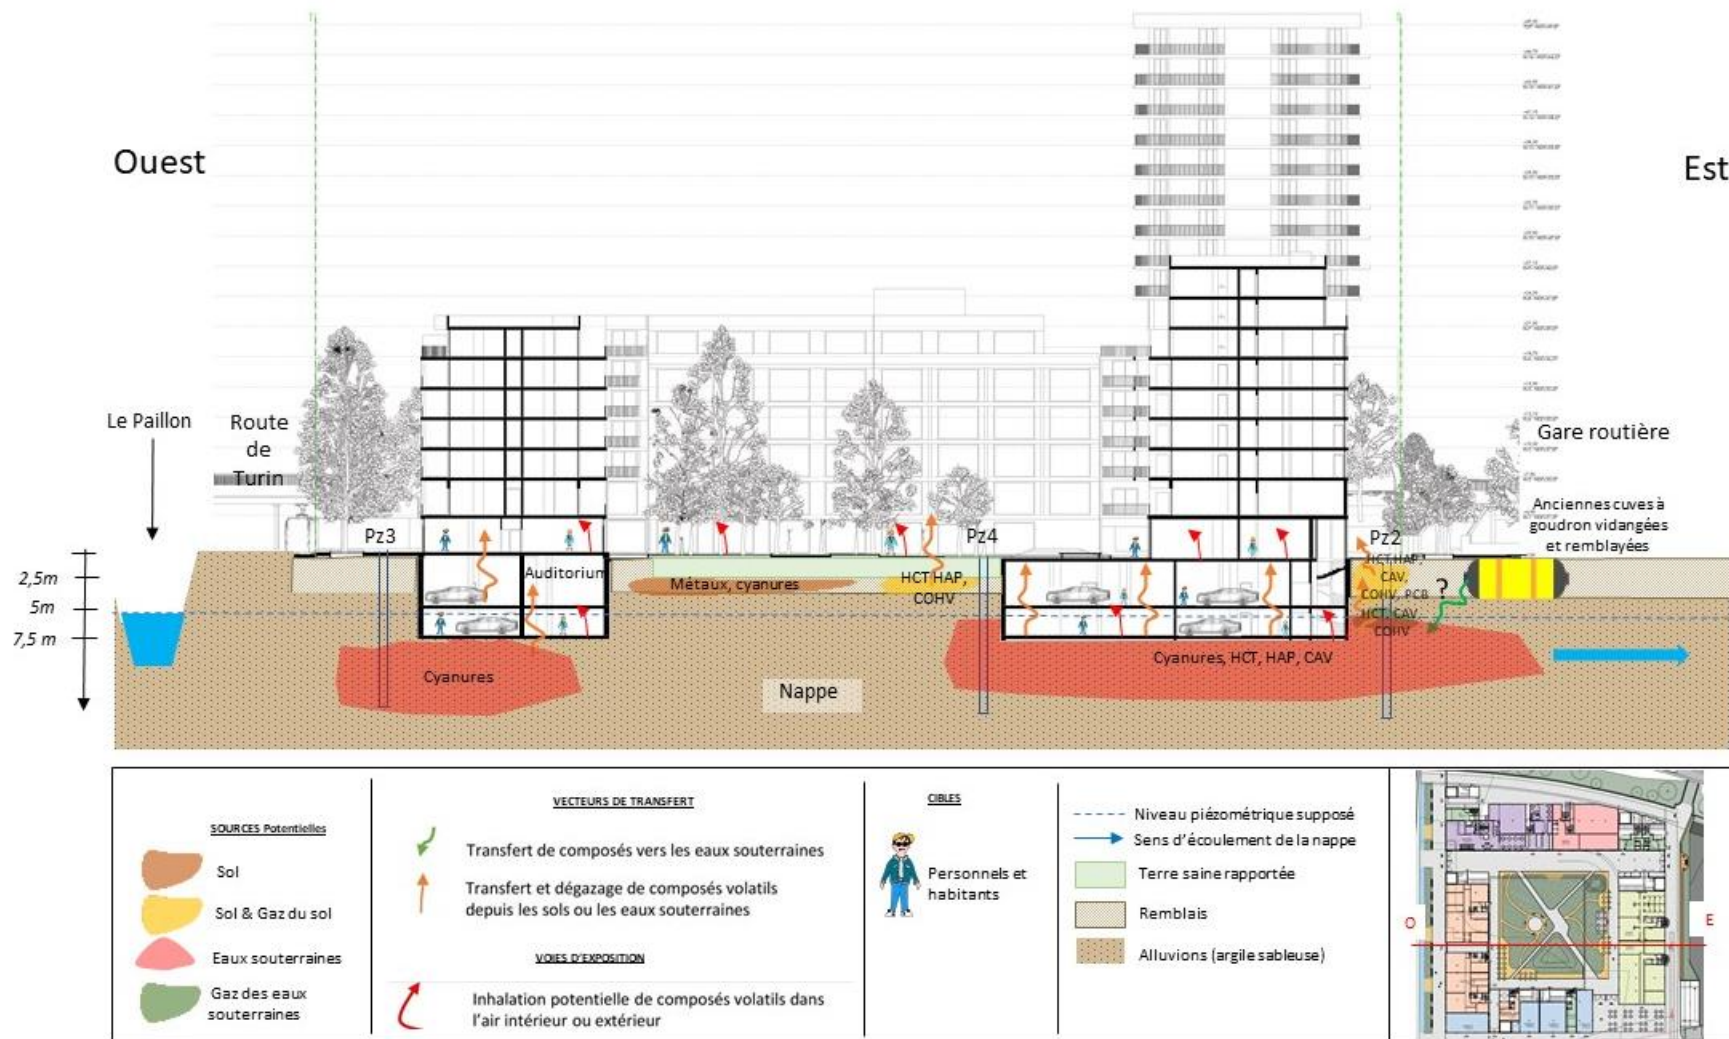 Ouest
Est
Le Paillon
Route
de
Turin
Gare routière
Anciennes cuves à
goudron vidangées
et remblayées
Pz3
Pz4
Pz2
2,5m
5m
7,5 m
Auditorium
Métaux, cyanures
HCT HAP,
COHV
HCT HAP,
CAV,
COHV, PCB
HCT, CAV,
COHV
?
Cyanures
Cyanures, HCT, HAP, CAV
Nappe
SOURCES Potentielles
Sol
Sol & Gaz du sol
Eaux souterraines
Gaz des eaux
souterraines
VECTEURS DE TRANSFERT
Transfert de composés vers les eaux souterraines
Transfert et dégazage de composés volatils
depuis les sols ou les eaux souterraines
VOIES D'EXPOSITION
Inhalation potentielle de composés volatils dans
l'air intérieur ou extérieur
CIBLES
Personnels et
habitants
Niveau piézométrique supposé
Sens d'écoulement de la nappe
Terre saine rapportée
Remblais
Alluvions (argile sableuse)
O
E